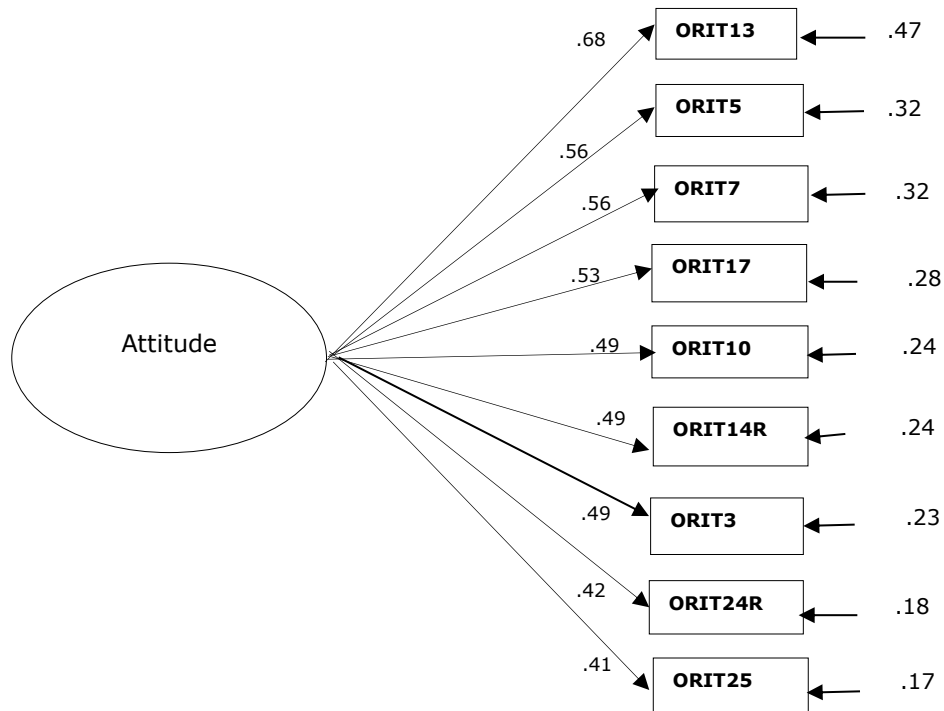 .68 ORIT13 .47
.56 ORIT5 .32
.56 ORIT7 .32
.53 ORIT17 .28
Attitude
.49 ORIT10 .24
.49 ORIT14R .24
.49 ORIT3 .23
.42 ORIT24R .18
.41 ORIT25 .17